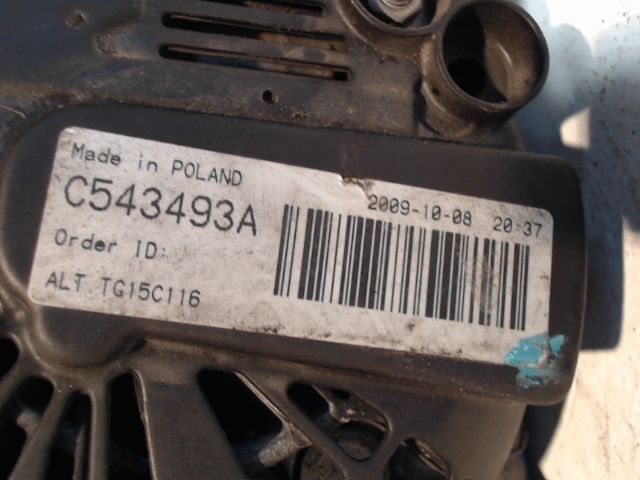 Made in POLAND
C543493A
2009-10-08 20:37
Order ID:
ALT TG15C116